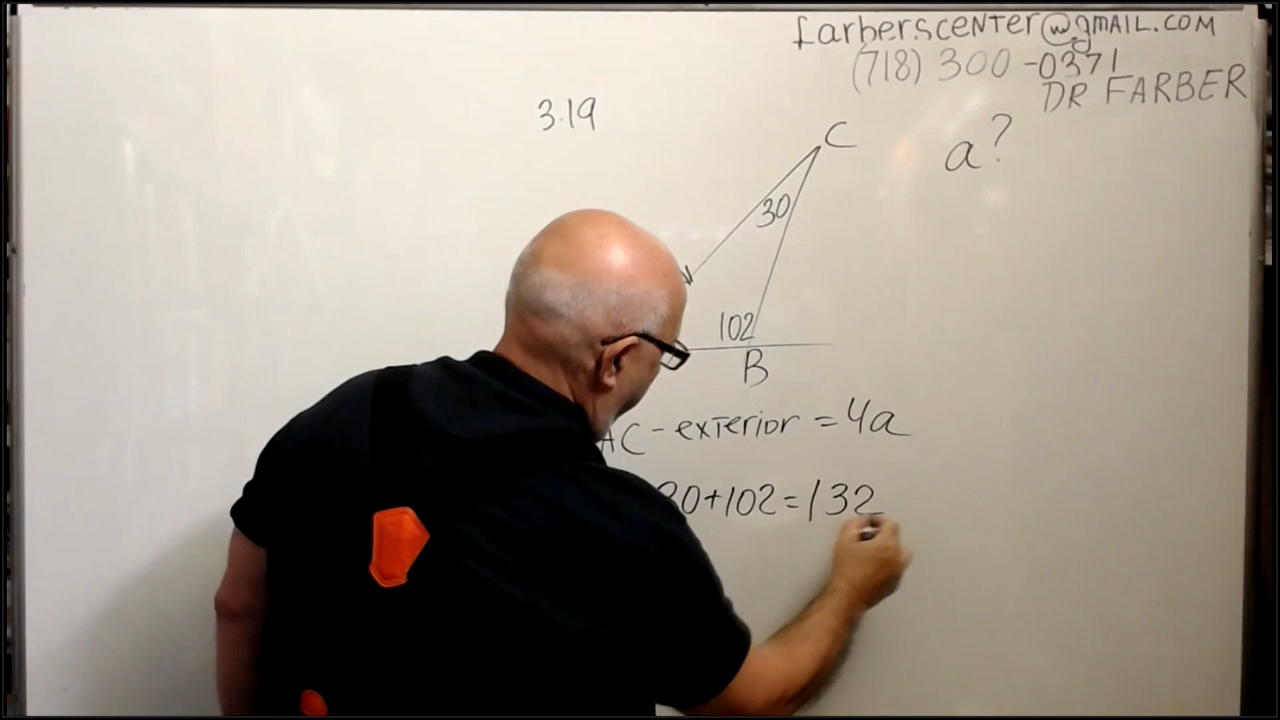 farberscenter@gmail.com
(718) 300-0371
DR FARBER
3.19
C
a?
30
102
B
AC-exterior = 4a
30+102=132